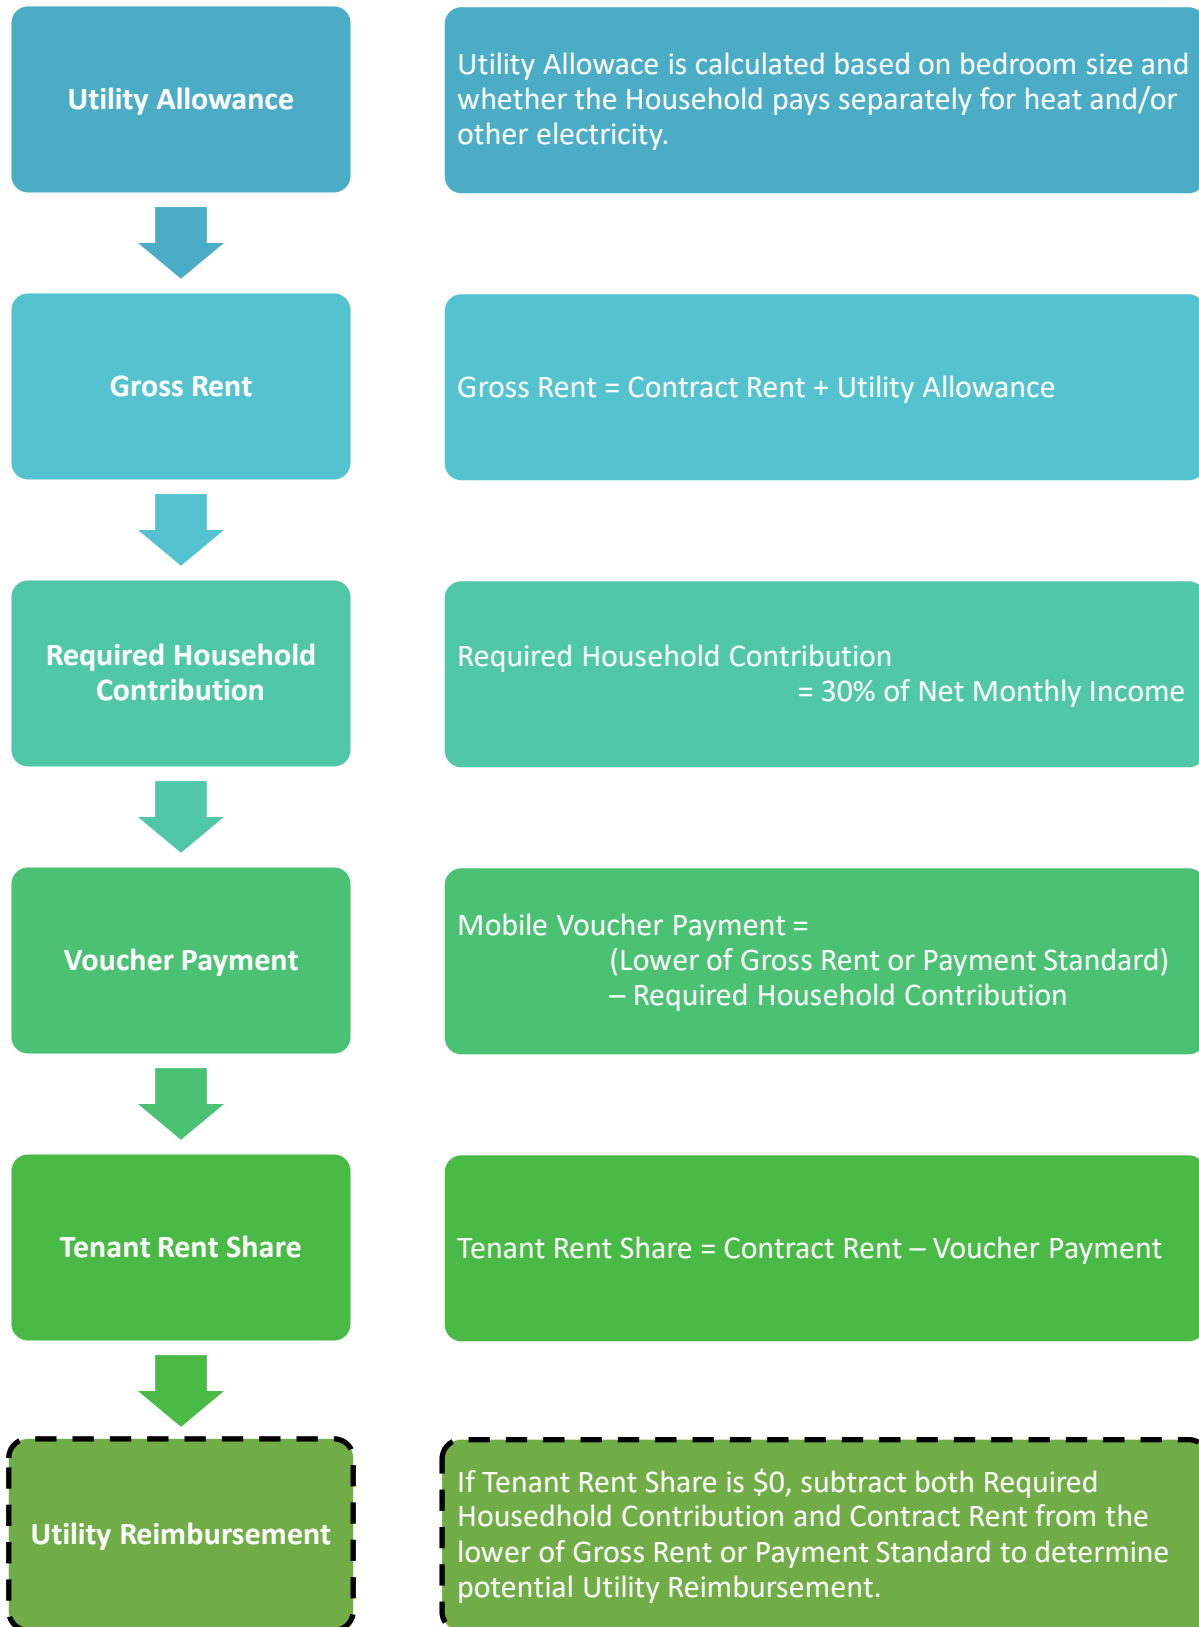 Utility Allowance
Utility Allowace is calculated based on bedroom size and
whether the Household pays separately for heat and/or
other electricity.
Gross Rent
Gross Rent = Contract Rent + Utility Allowance
Required Household
Contribution
Required Household Contribution
= 30% of Net Monthly Income
Voucher Payment
Mobile Voucher Payment =
(Lower of Gross Rent or Payment Standard)
– Required Household Contribution
Tenant Rent Share
Tenant Rent Share = Contract Rent – Voucher Payment
Utility Reimbursement
If Tenant Rent Share is $0, subtract both Required
Housedhold Contribution and Contract Rent from the
lower of Gross Rent or Payment Standard to determine
potential Utility Reimbursement.